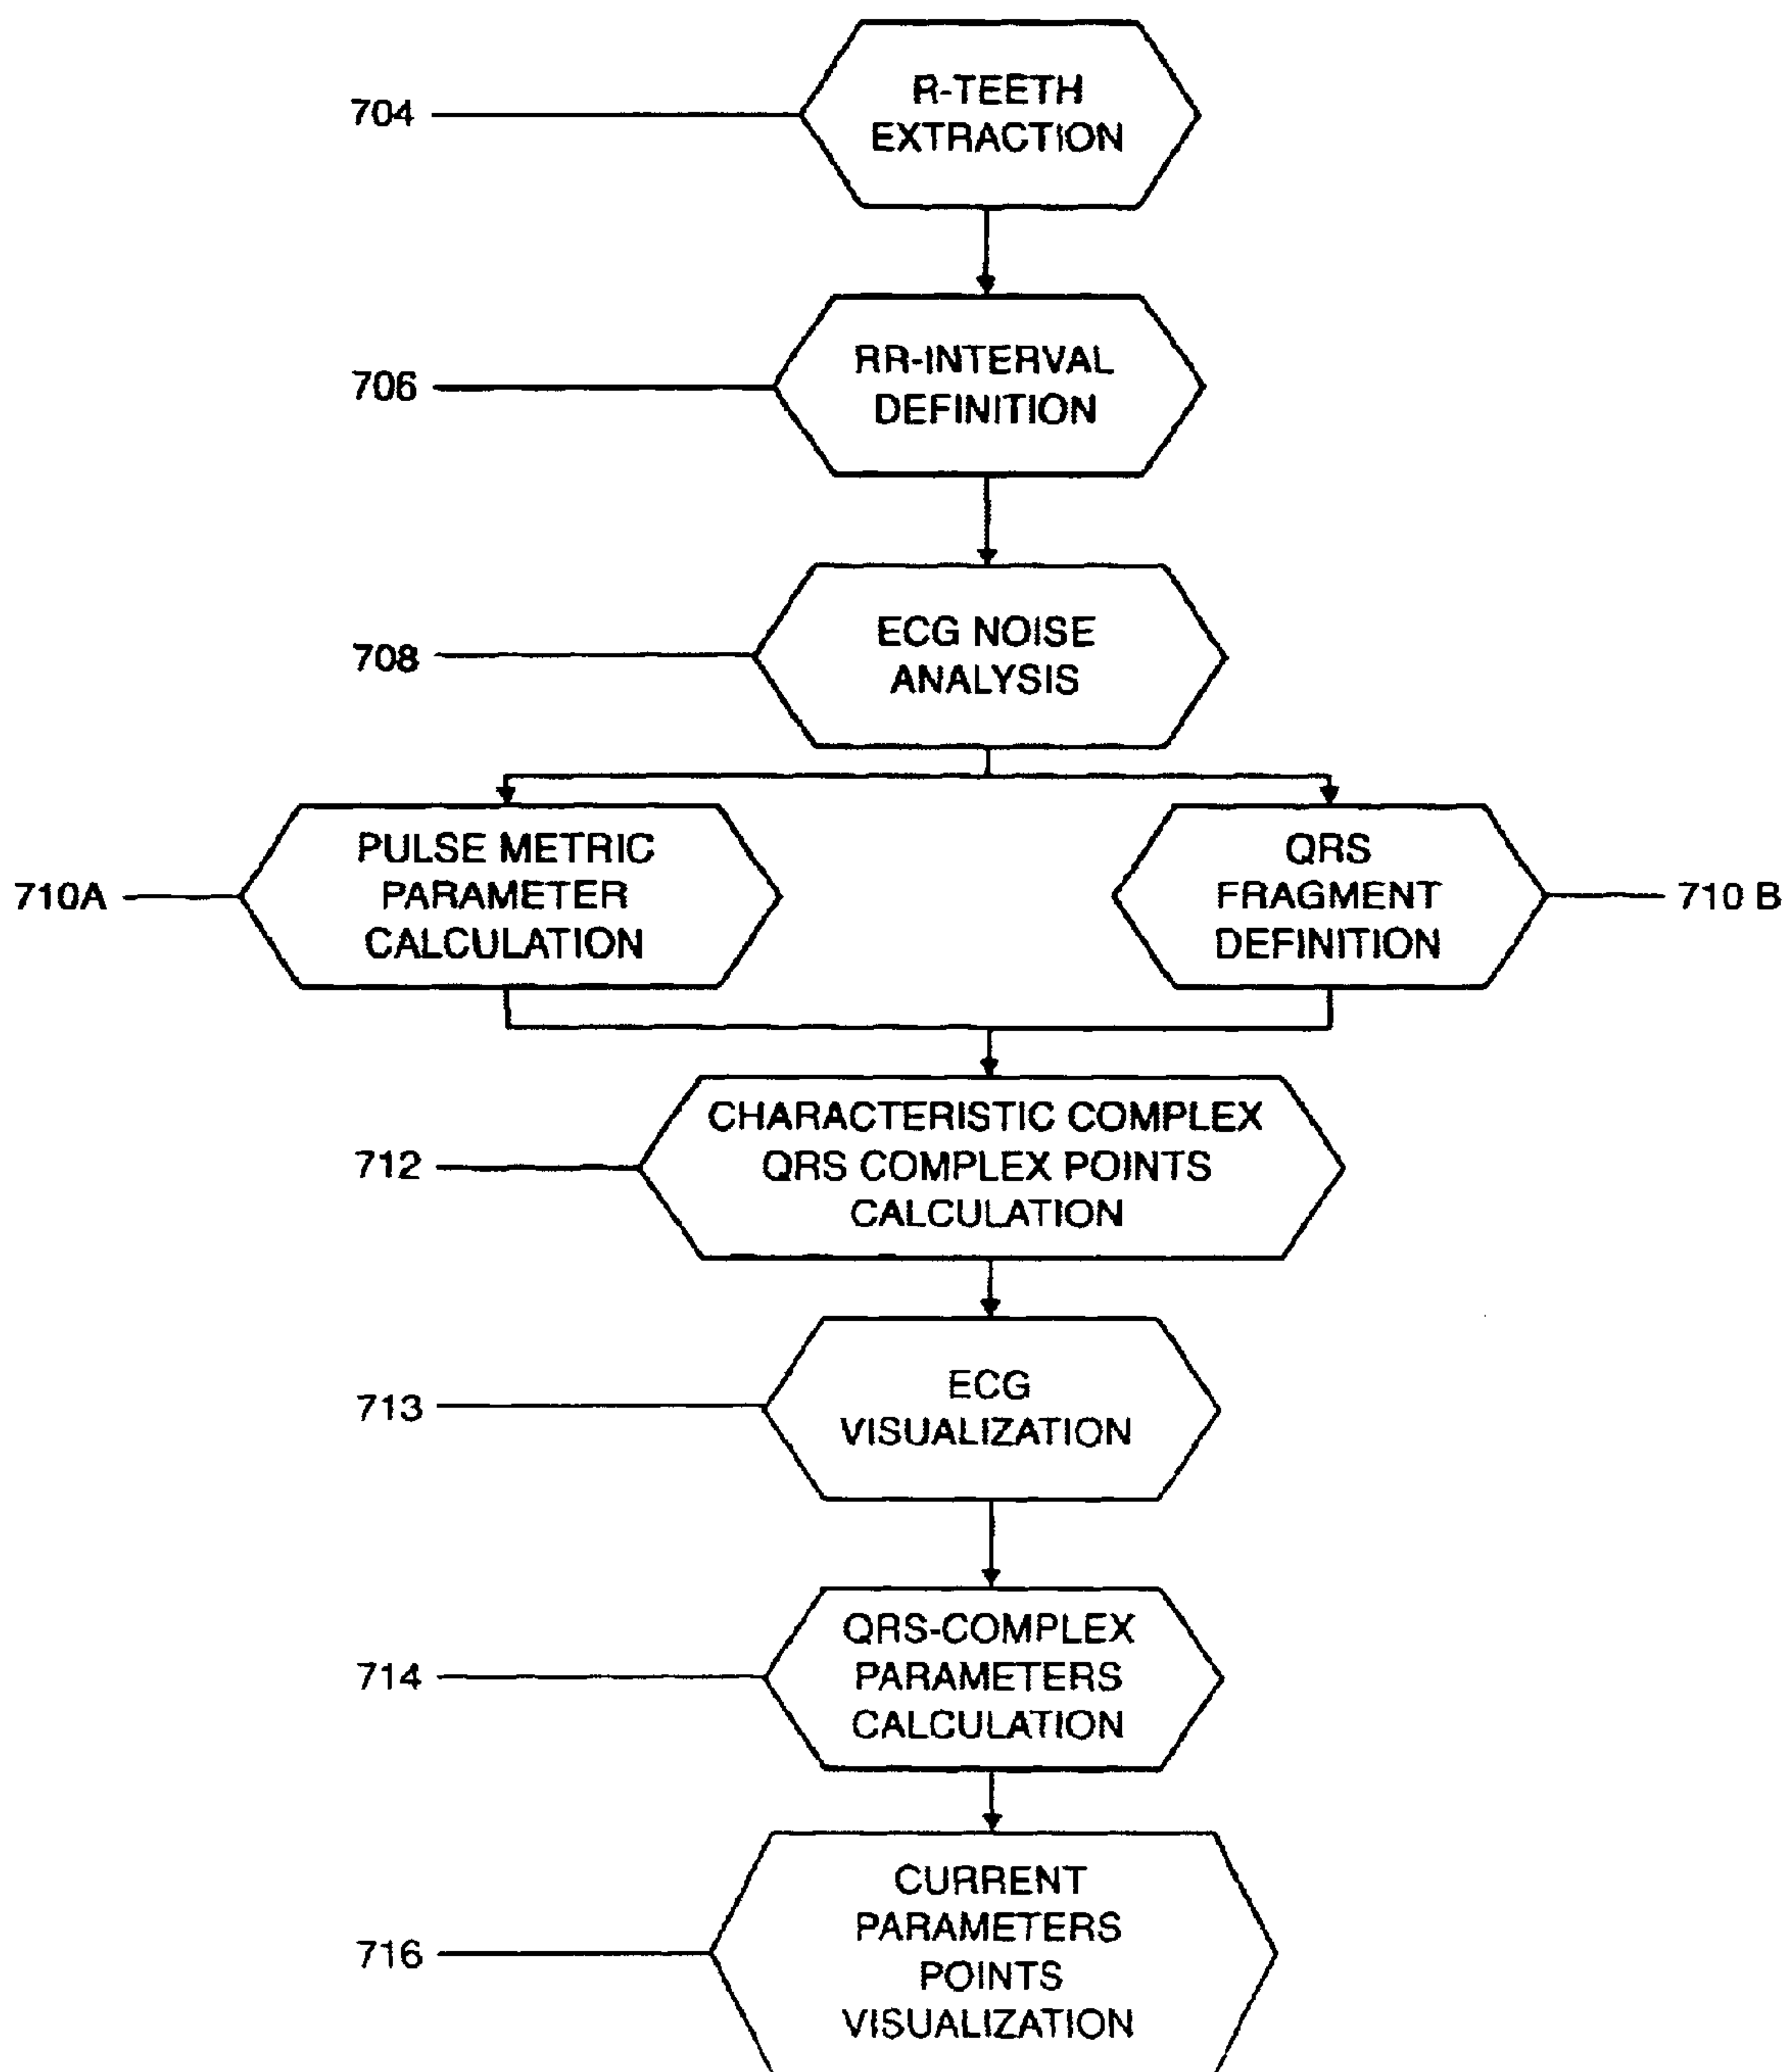 704
R-TEETH
EXTRACTION
706
RR-INTERVAL
DEFINITION
708
ECG NOISE
ANALYSIS
710A
PULSE METRIC
PARAMETER
CALCULATION
QRS
FRAGMENT
DEFINITION
710 B
712
CHARACTERISTIC COMPLEX
QRS COMPLEX POINTS
CALCULATION
713
ECG
VISUALIZATION
714
QRS-COMPLEX
PARAMETERS
CALCULATION
716
CURRENT
PARAMETERS
POINTS
VISUALIZATION